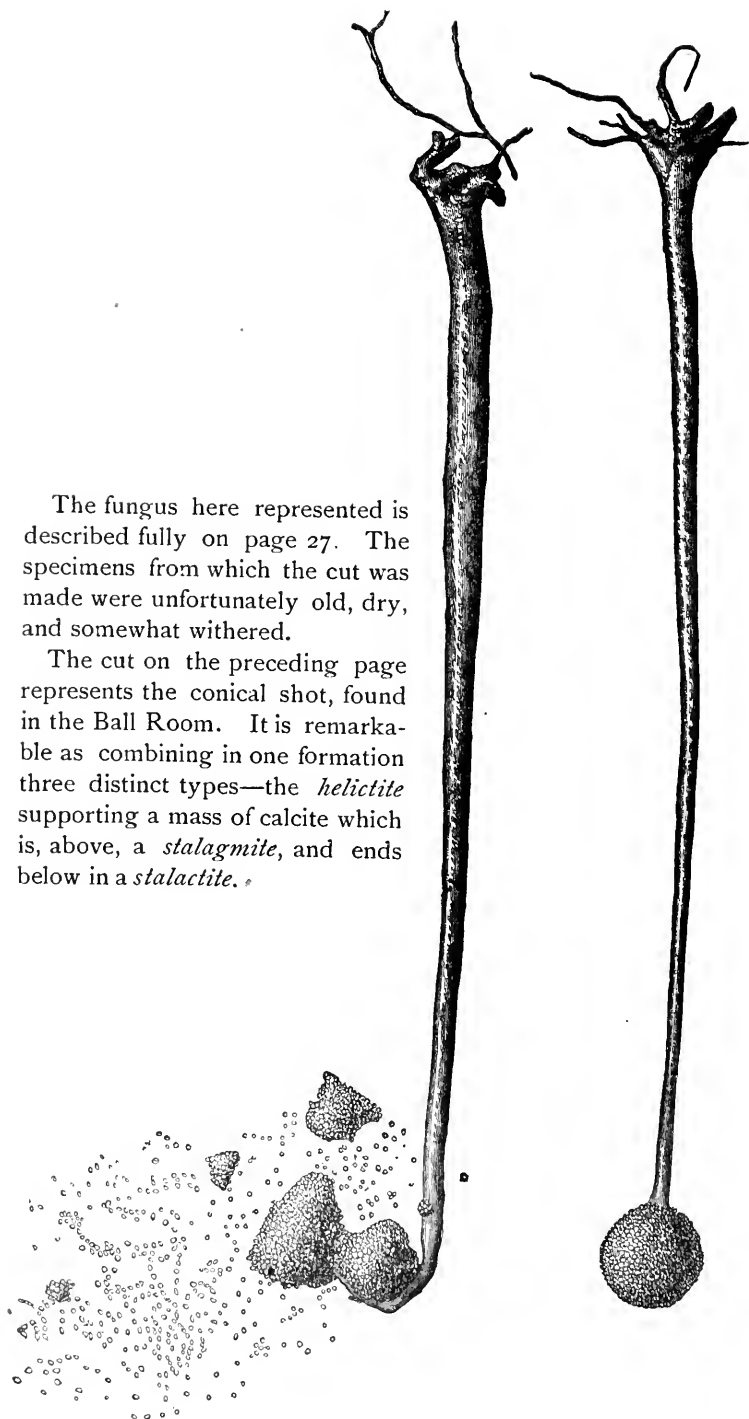 The fungus here represented is
described fully on page 27. The
specimens from which the cut was
made were unfortunately old, dry,
and somewhat withered.
The cut on the preceding page
represents the conical shot, found
in the Ball Room. It is remarka-
ble as combining in one formation
three distinct types—the helictite
supporting a mass of calcite which
is, above, a stalagmite, and ends
below in a stalactite.